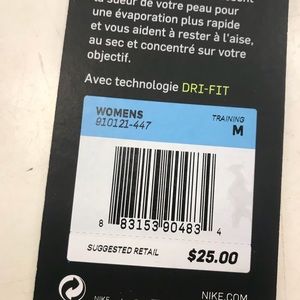 la sueur de votre peau pour
une évaporation plus rapide
et vous aident à rester à l'aise,
au sec et concentré sur votre
objectif.
Avec technologie DRI-FIT
WOMENS TRAINING
910121-447 M
8 83153 90483 4
SUGGESTED RETAIL $25.00
NIKE NIKE.COM